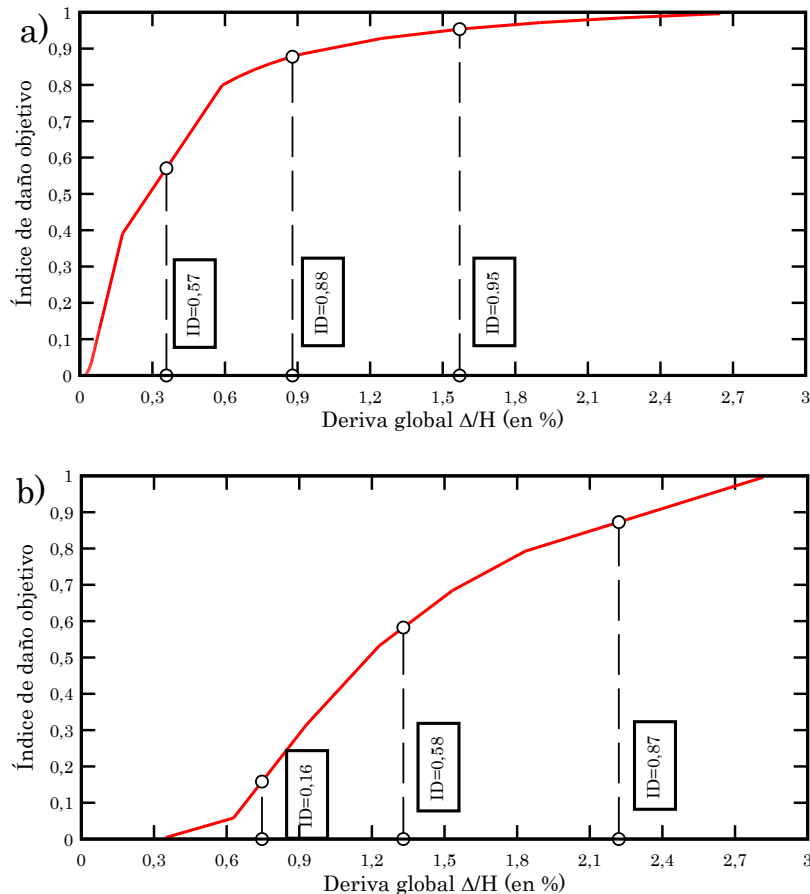 a)
Índice de daño objetivo
1
0,9
0,8
0,7
0,6
0,5
0,4
0,3
0,2
0,1
0
ID=0,57
ID=0,88
ID=0.95
0 0,3 0,6 0,9 1,2 1,5 1,8 2,1 2,4 2,7 3
Deriva global Δ/H (en %)
b)
Índice de daño objetivo
1
0,9
0,8
0,7
0,6
0,5
0,4
0,3
0,2
0,1
0
ID=0,16
ID=0,58
ID=0,87
0 0,3 0,6 0,9 1,2 1,5 1,8 2,1 2,4 2,7 3
Deriva global Δ/H (en %)